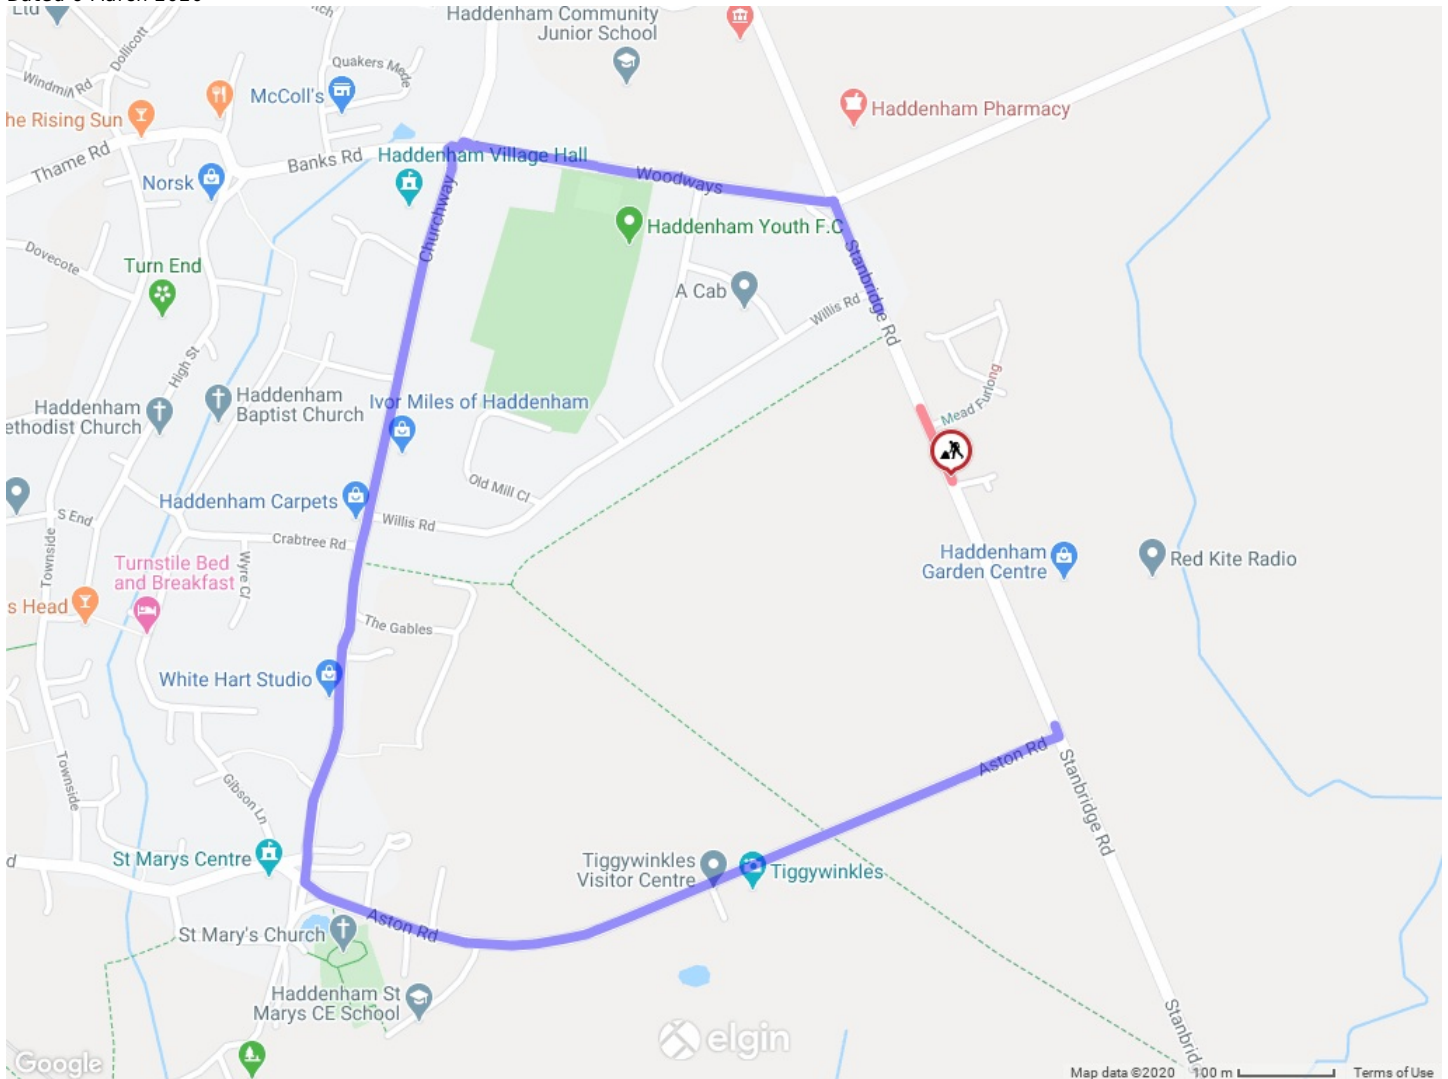 Haddenham Community
Junior School
Ltd
Dollicott
Quakers Mede
Windmill Rd
McColl's
Haddenham Pharmacy
he Rising Sun
Banks Rd
Haddenham Village Hall
Thame Rd
Norsk
Woodways
Churchway
Haddenham Youth F.C
Dovecote
Stanbridge Rd
Turn End
A Cab
Willis Rd
High St
Mead Furlong
Haddenham
Baptist Church
Ivor Miles of Haddenham
Haddenham
ethodist Church
Old Mill Cl
Haddenham Carpets
S End
Willis Rd
Crabtree Rd
Townside
Wyre Cl
Turnstile Bed
and Breakfast
Haddenham
Garden Centre
Red Kite Radio
s Head
The Gables
White Hart Studio
Aston Rd
Stanbridge Rd
Townside
Gibson Ln
d
St Marys Centre
Tiggywinkles
Visitor Centre
Tiggywinkles
Aston Rd
St Mary's Church
Haddenham St
Marys CE School
Stanbridg
elgin
Google
Map data ©2020
100 m
Terms of Use